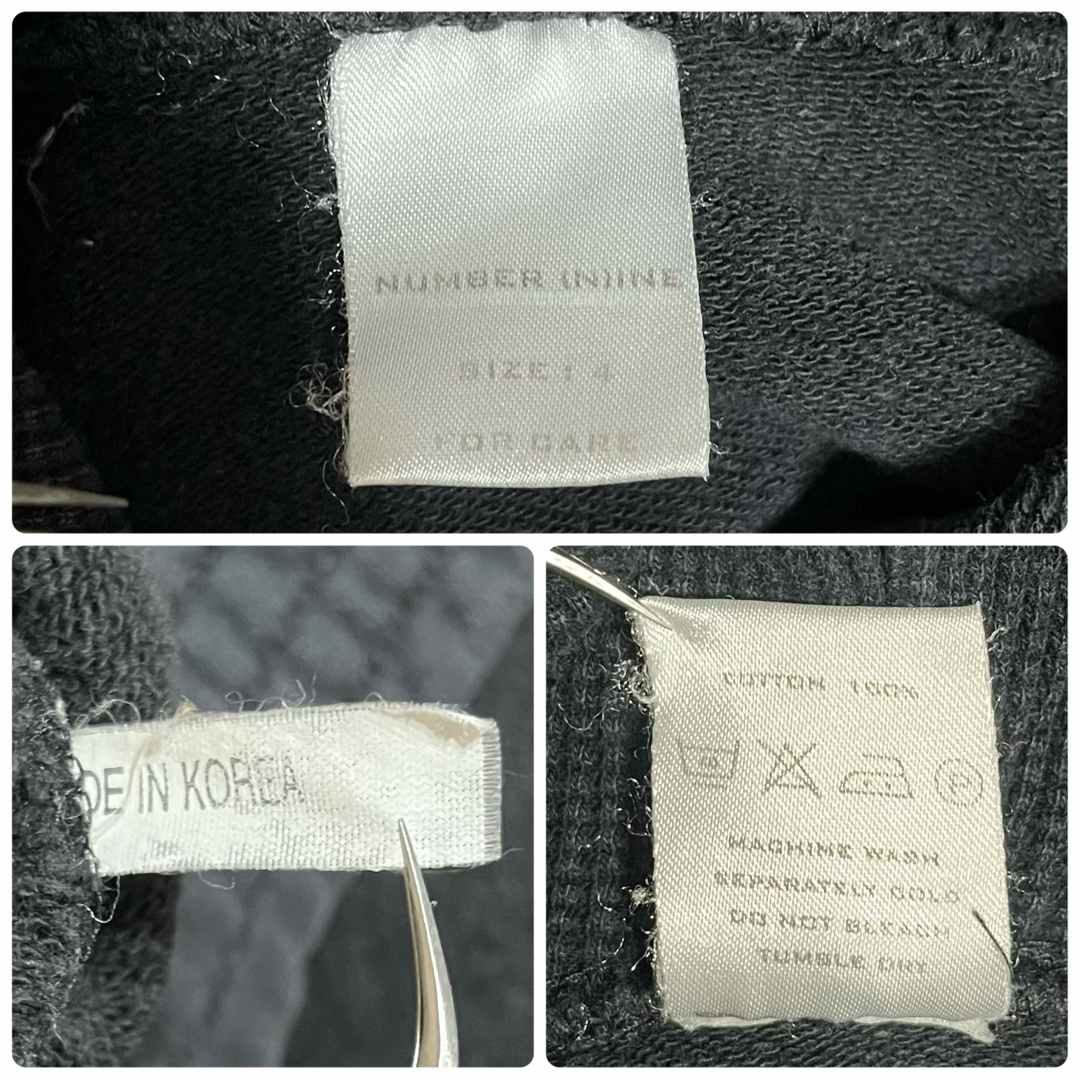 NUMBER (N)INE
SIZE : 4
FOR CARE
DE IN KOREA
COTTON 100%
P
MACHINE WASH
SEPARATELY COLD
DO NOT BLEACH
TUMBLE DRY